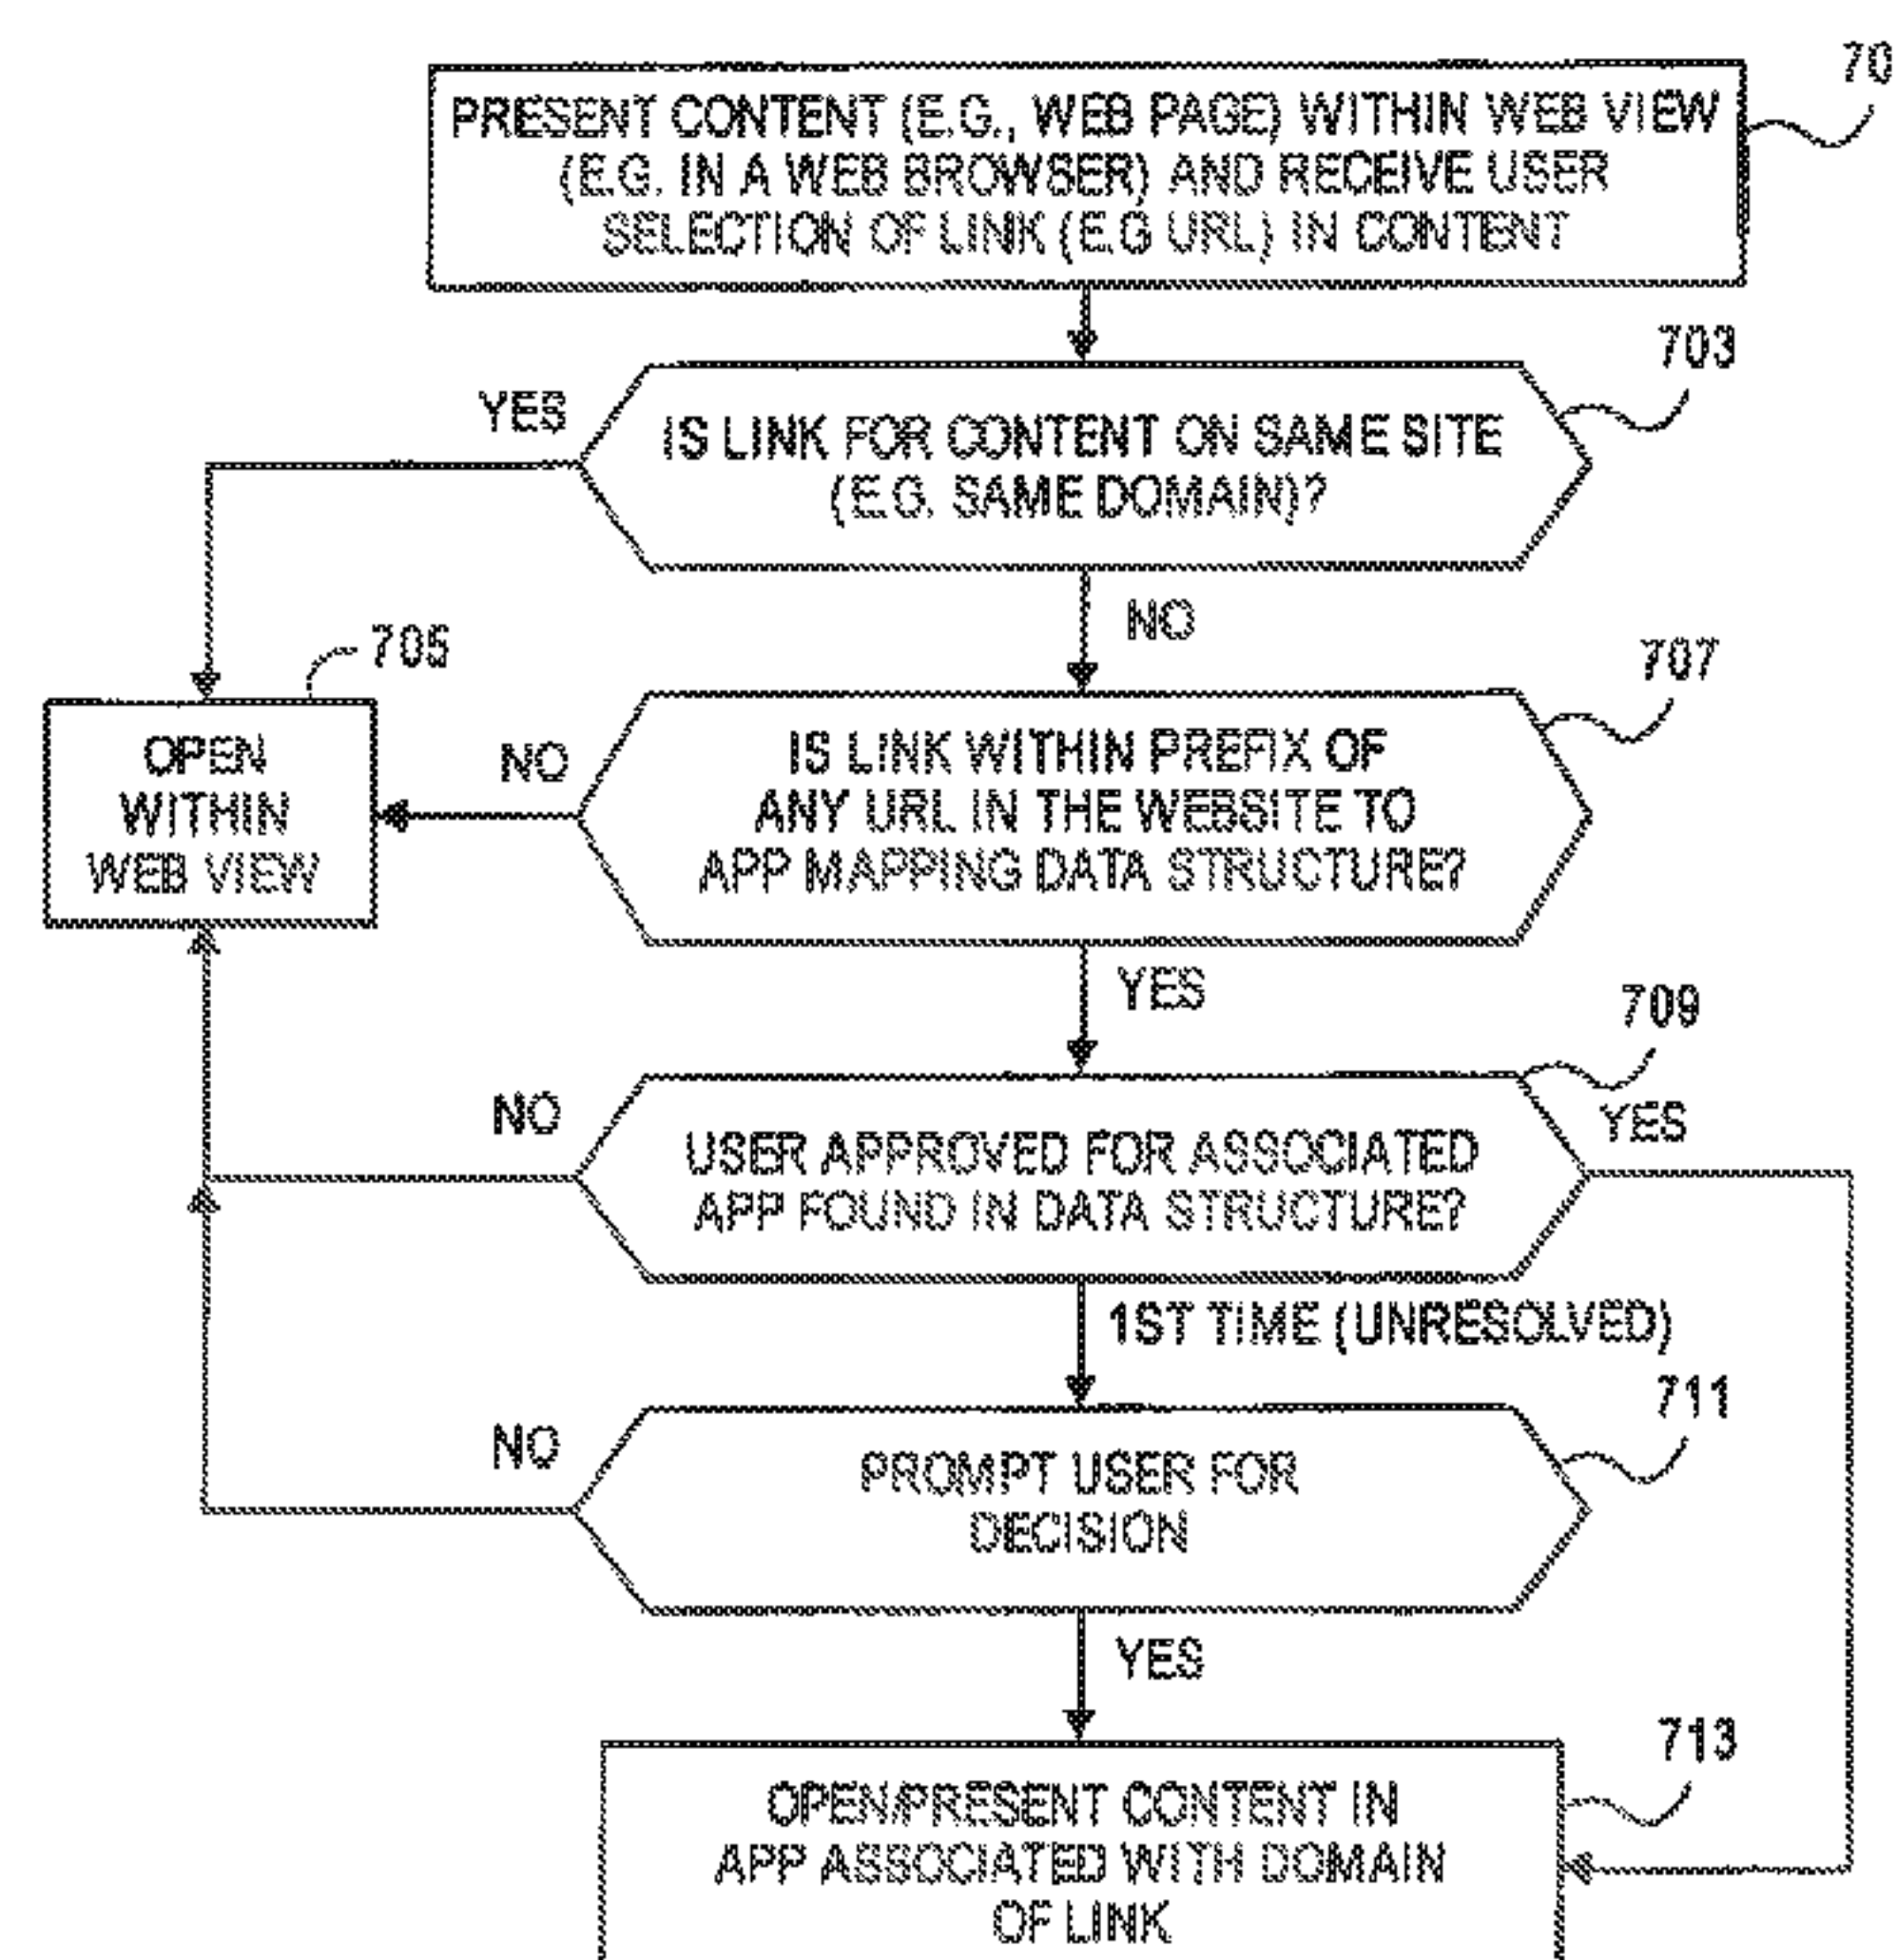 PRESENT CONTENT (E.G., WEB PAGE) WITHIN WEB VIEW
(E.G. IN A WEB BROWSER) AND RECEIVE USER
SELECTION OF LINK (E.G URL) IN CONTENT
70
703
YES
IS LINK FOR CONTENT ON SAME SITE
(E.G. SAME DOMAIN)?
NO
705
OPEN
WITHIN
WEB VIEW
707
NO
IS LINK WITHIN PREFIX OF
ANY URL IN THE WEBSITE TO
APP MAPPING DATA STRUCTURE?
YES
709
NO
YES
USER APPROVED FOR ASSOCIATED
APP FOUND IN DATA STRUCTURE?
1ST TIME (UNRESOLVED)
711
NO
PROMPT USER FOR
DECISION
YES
713
OPEN/PRESENT CONTENT IN
APP ASSOCIATED WITH DOMAIN
OF LINK